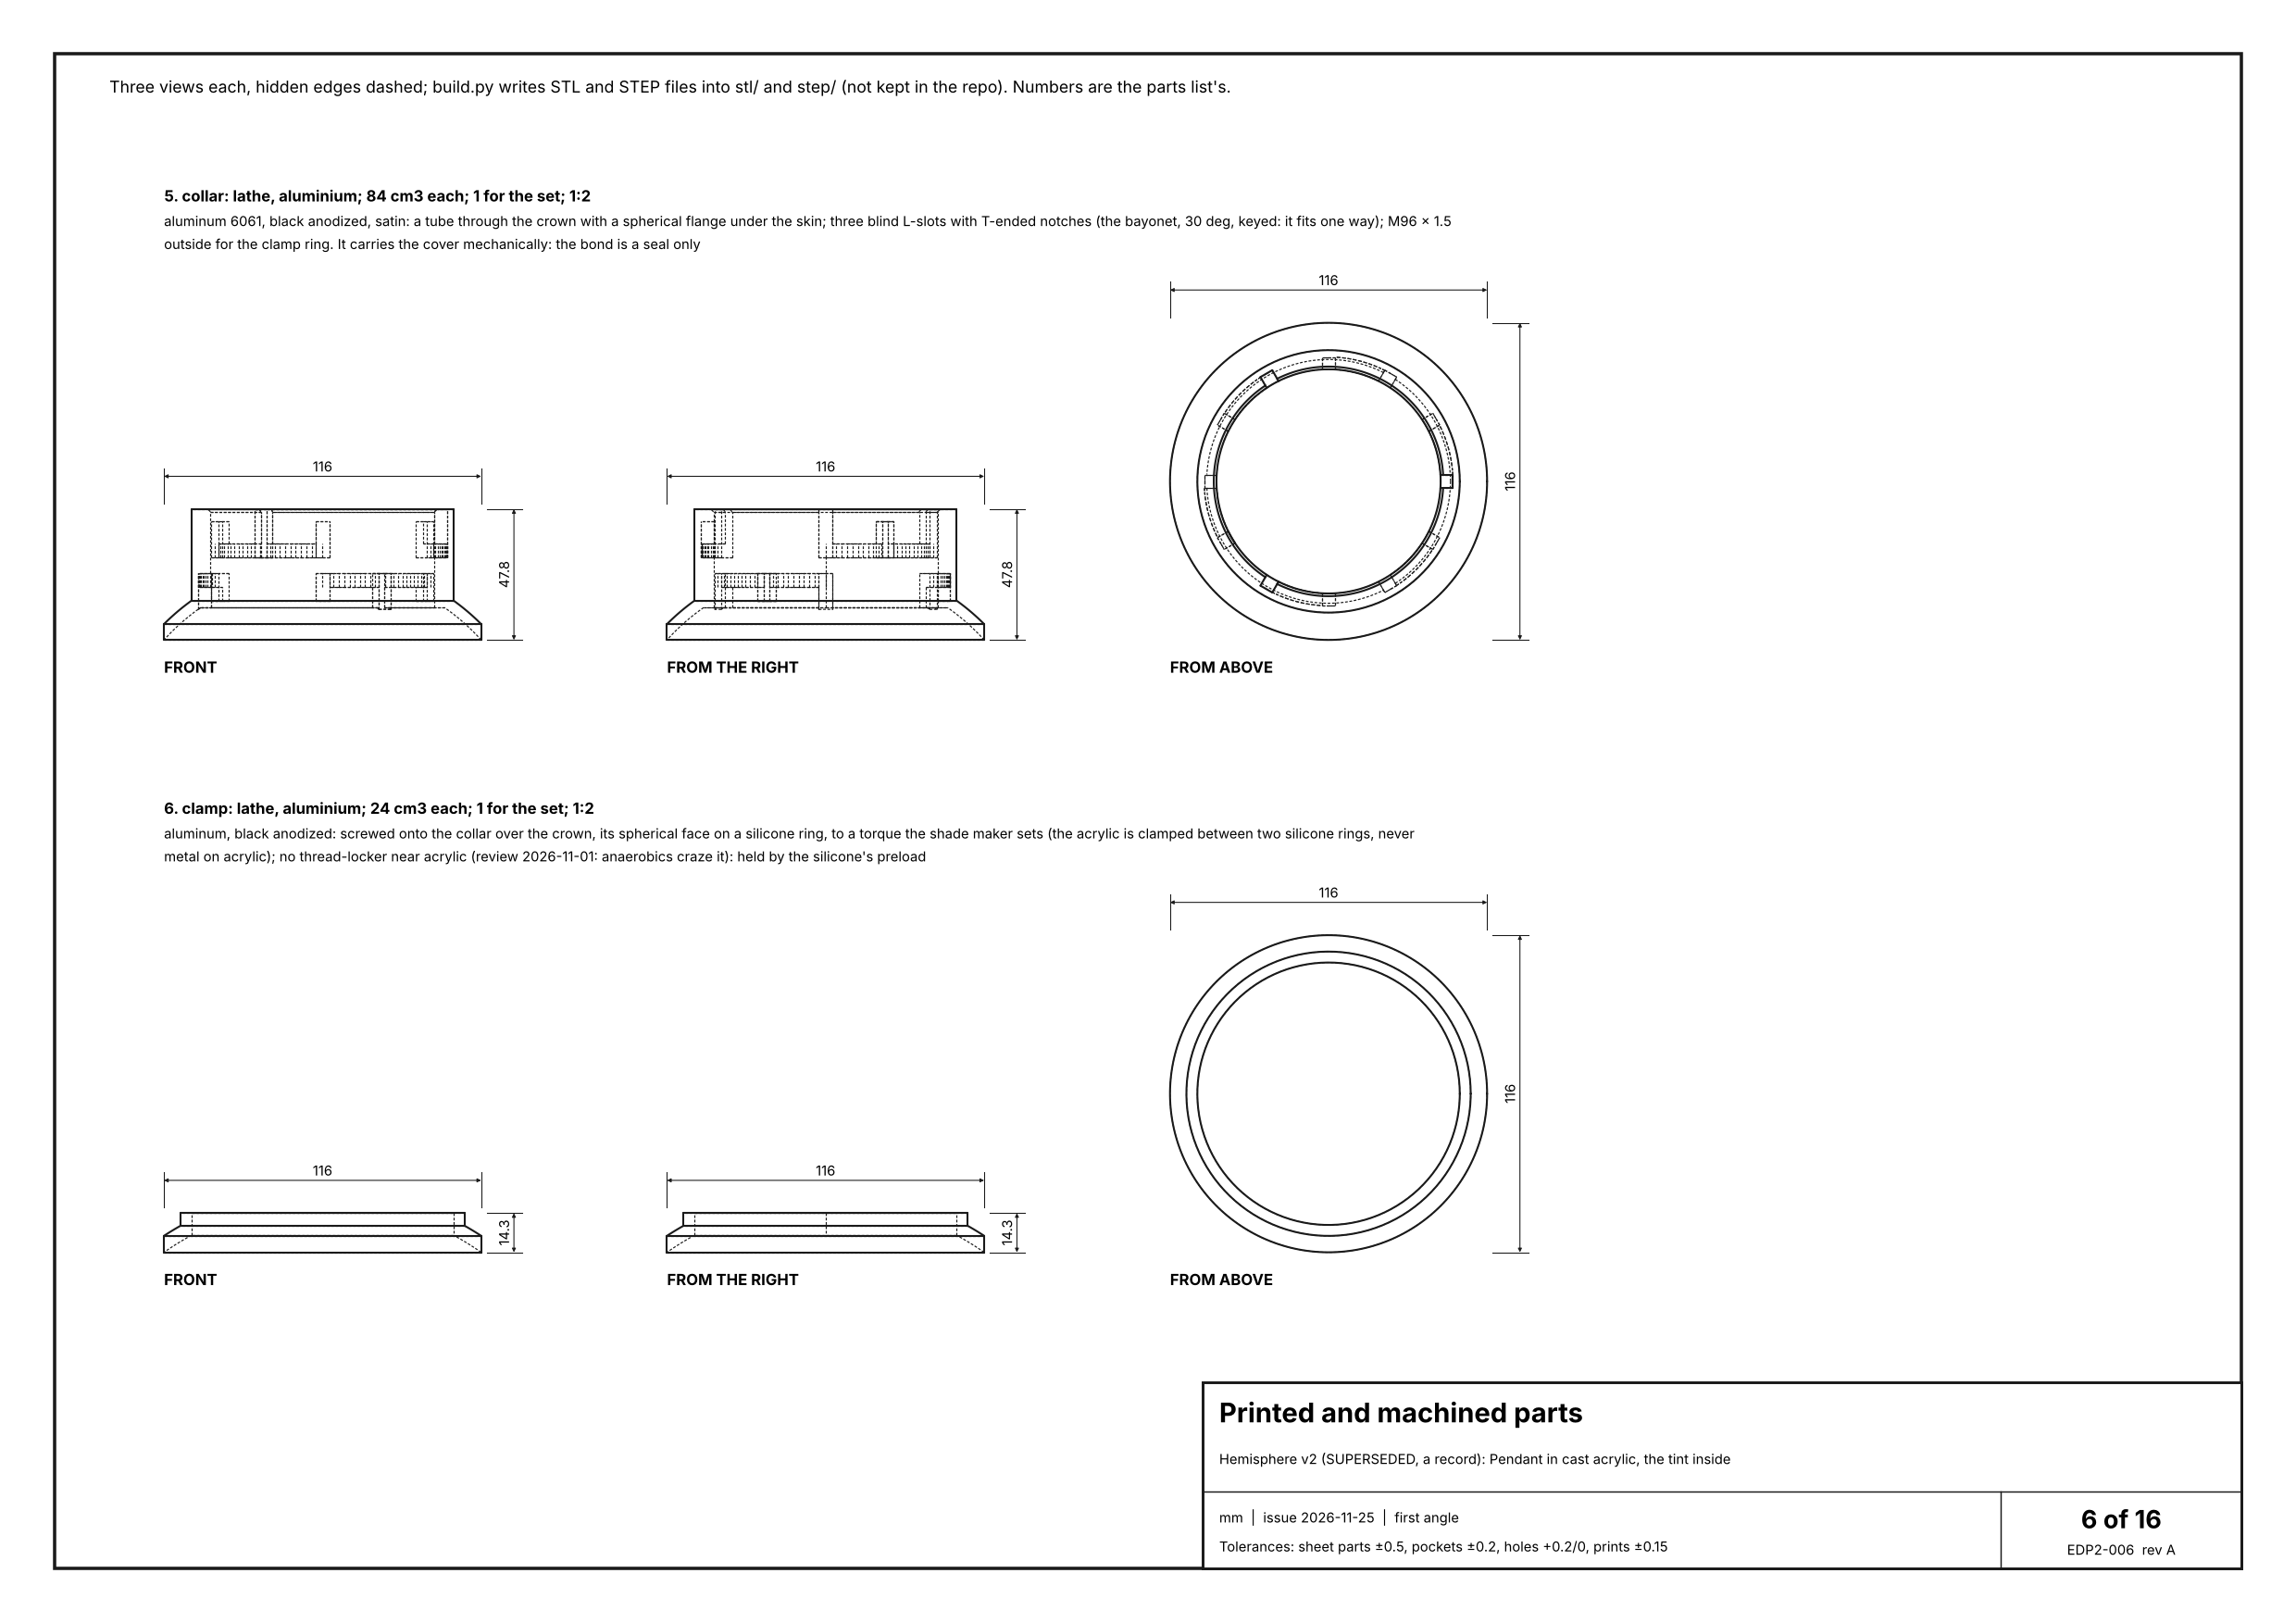 Three views each, hidden edges dashed; build.py writes STL and STEP files into stl/ and step/ (not kept in the repo). Numbers are the parts list's.
5. collar: lathe, aluminium; 84 cm3 each; 1 for the set; 1:2
aluminum 6061, black anodized, satin: a tube through the crown with a spherical flange under the skin; three blind L-slots with T-ended notches (the bayonet, 30 deg, keyed: it fits one way); M96 × 1.5
outside for the clamp ring. It carries the cover mechanically: the bond is a seal only
116
116
116
47.8
47.8
116
FRONT
FROM THE RIGHT
FROM ABOVE
6. clamp: lathe, aluminium; 24 cm3 each; 1 for the set; 1:2
aluminum, black anodized: screwed onto the collar over the crown, its spherical face on a silicone ring, to a torque the shade maker sets (the acrylic is clamped between two silicone rings, never
metal on acrylic); no thread-locker near acrylic (review 2026-11-01: anaerobics craze it): held by the silicone's preload
116
116
116
14.3
14.3
116
FRONT
FROM THE RIGHT
FROM ABOVE
Printed and machined parts
Hemisphere v2 (SUPERSEDED, a record): Pendant in cast acrylic, the tint inside
mm | issue 2026-11-25 | first angle
Tolerances: sheet parts ±0.5, pockets ±0.2, holes +0.2/0, prints ±0.15
6 of 16
EDP2-006 rev A